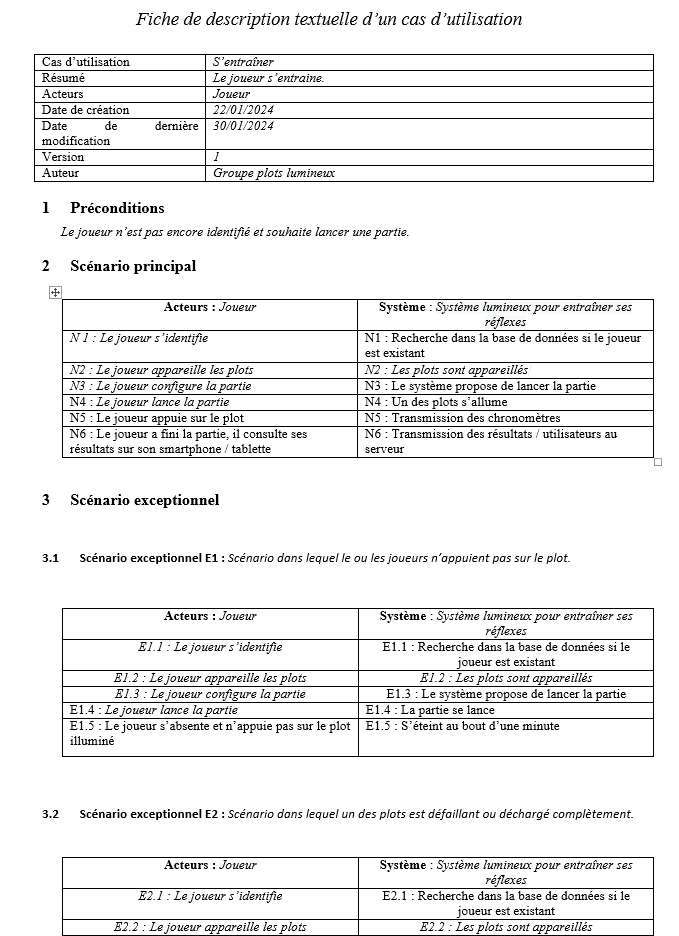 Fiche de description textuelle d’un cas d’utilisation
Cas d’utilisation S’entraîner
Résumé Le joueur s’entraine.
Acteurs Joueur
Date de création 22/01/2024
Date de dernière 30/01/2024
modification
Version 1
Auteur Groupe plots lumineux
1 Préconditions
Le joueur n’est pas encore identifié et souhaite lancer une partie.
2 Scénario principal
Acteurs : Joueur Système : Système lumineux pour entraîner ses
réflexes
N 1 : Le joueur s’identifie N1 : Recherche dans la base de données si le joueur
est existant
N2 : Le joueur appareille les plots N2 : Les plots sont appareillés
N3 : Le joueur configure la partie N3 : Le système propose de lancer la partie
N4 : Le joueur lance la partie N4 : Un des plots s’allume
N5 : Le joueur appuie sur le plot N5 : Transmission des chronomètres
N6 : Le joueur a fini la partie, il consulte ses N6 : Transmission des résultats / utilisateurs au
résultats sur son smartphone / tablette serveur
3 Scénario exceptionnel
3.1 Scénario exceptionnel E1 : Scénario dans lequel le ou les joueurs n’appuient pas sur le plot.
Acteurs : Joueur Système : Système lumineux pour entraîner ses
réflexes
E1.1 : Le joueur s’identifie E1.1 : Recherche dans la base de données si le
joueur est existant
E1.2 : Le joueur appareille les plots E1.2 : Les plots sont appareillés
E1.3 : Le joueur configure la partie E1.3 : Le système propose de lancer la partie
E1.4 : Le joueur lance la partie E1.4 : La partie se lance
E1.5 : Le joueur s’absente et n’appuie pas sur le plot E1.5 : S’éteint au bout d’une minute
illuminé
3.2 Scénario exceptionnel E2 : Scénario dans lequel un des plots est défaillant ou déchargé complètement.
Acteurs : Joueur Système : Système lumineux pour entraîner ses
réflexes
E2.1 : Le joueur s’identifie E2.1 : Recherche dans la base de données si le
joueur est existant
E2.2 : Le joueur appareille les plots E2.2 : Les plots sont appareillés